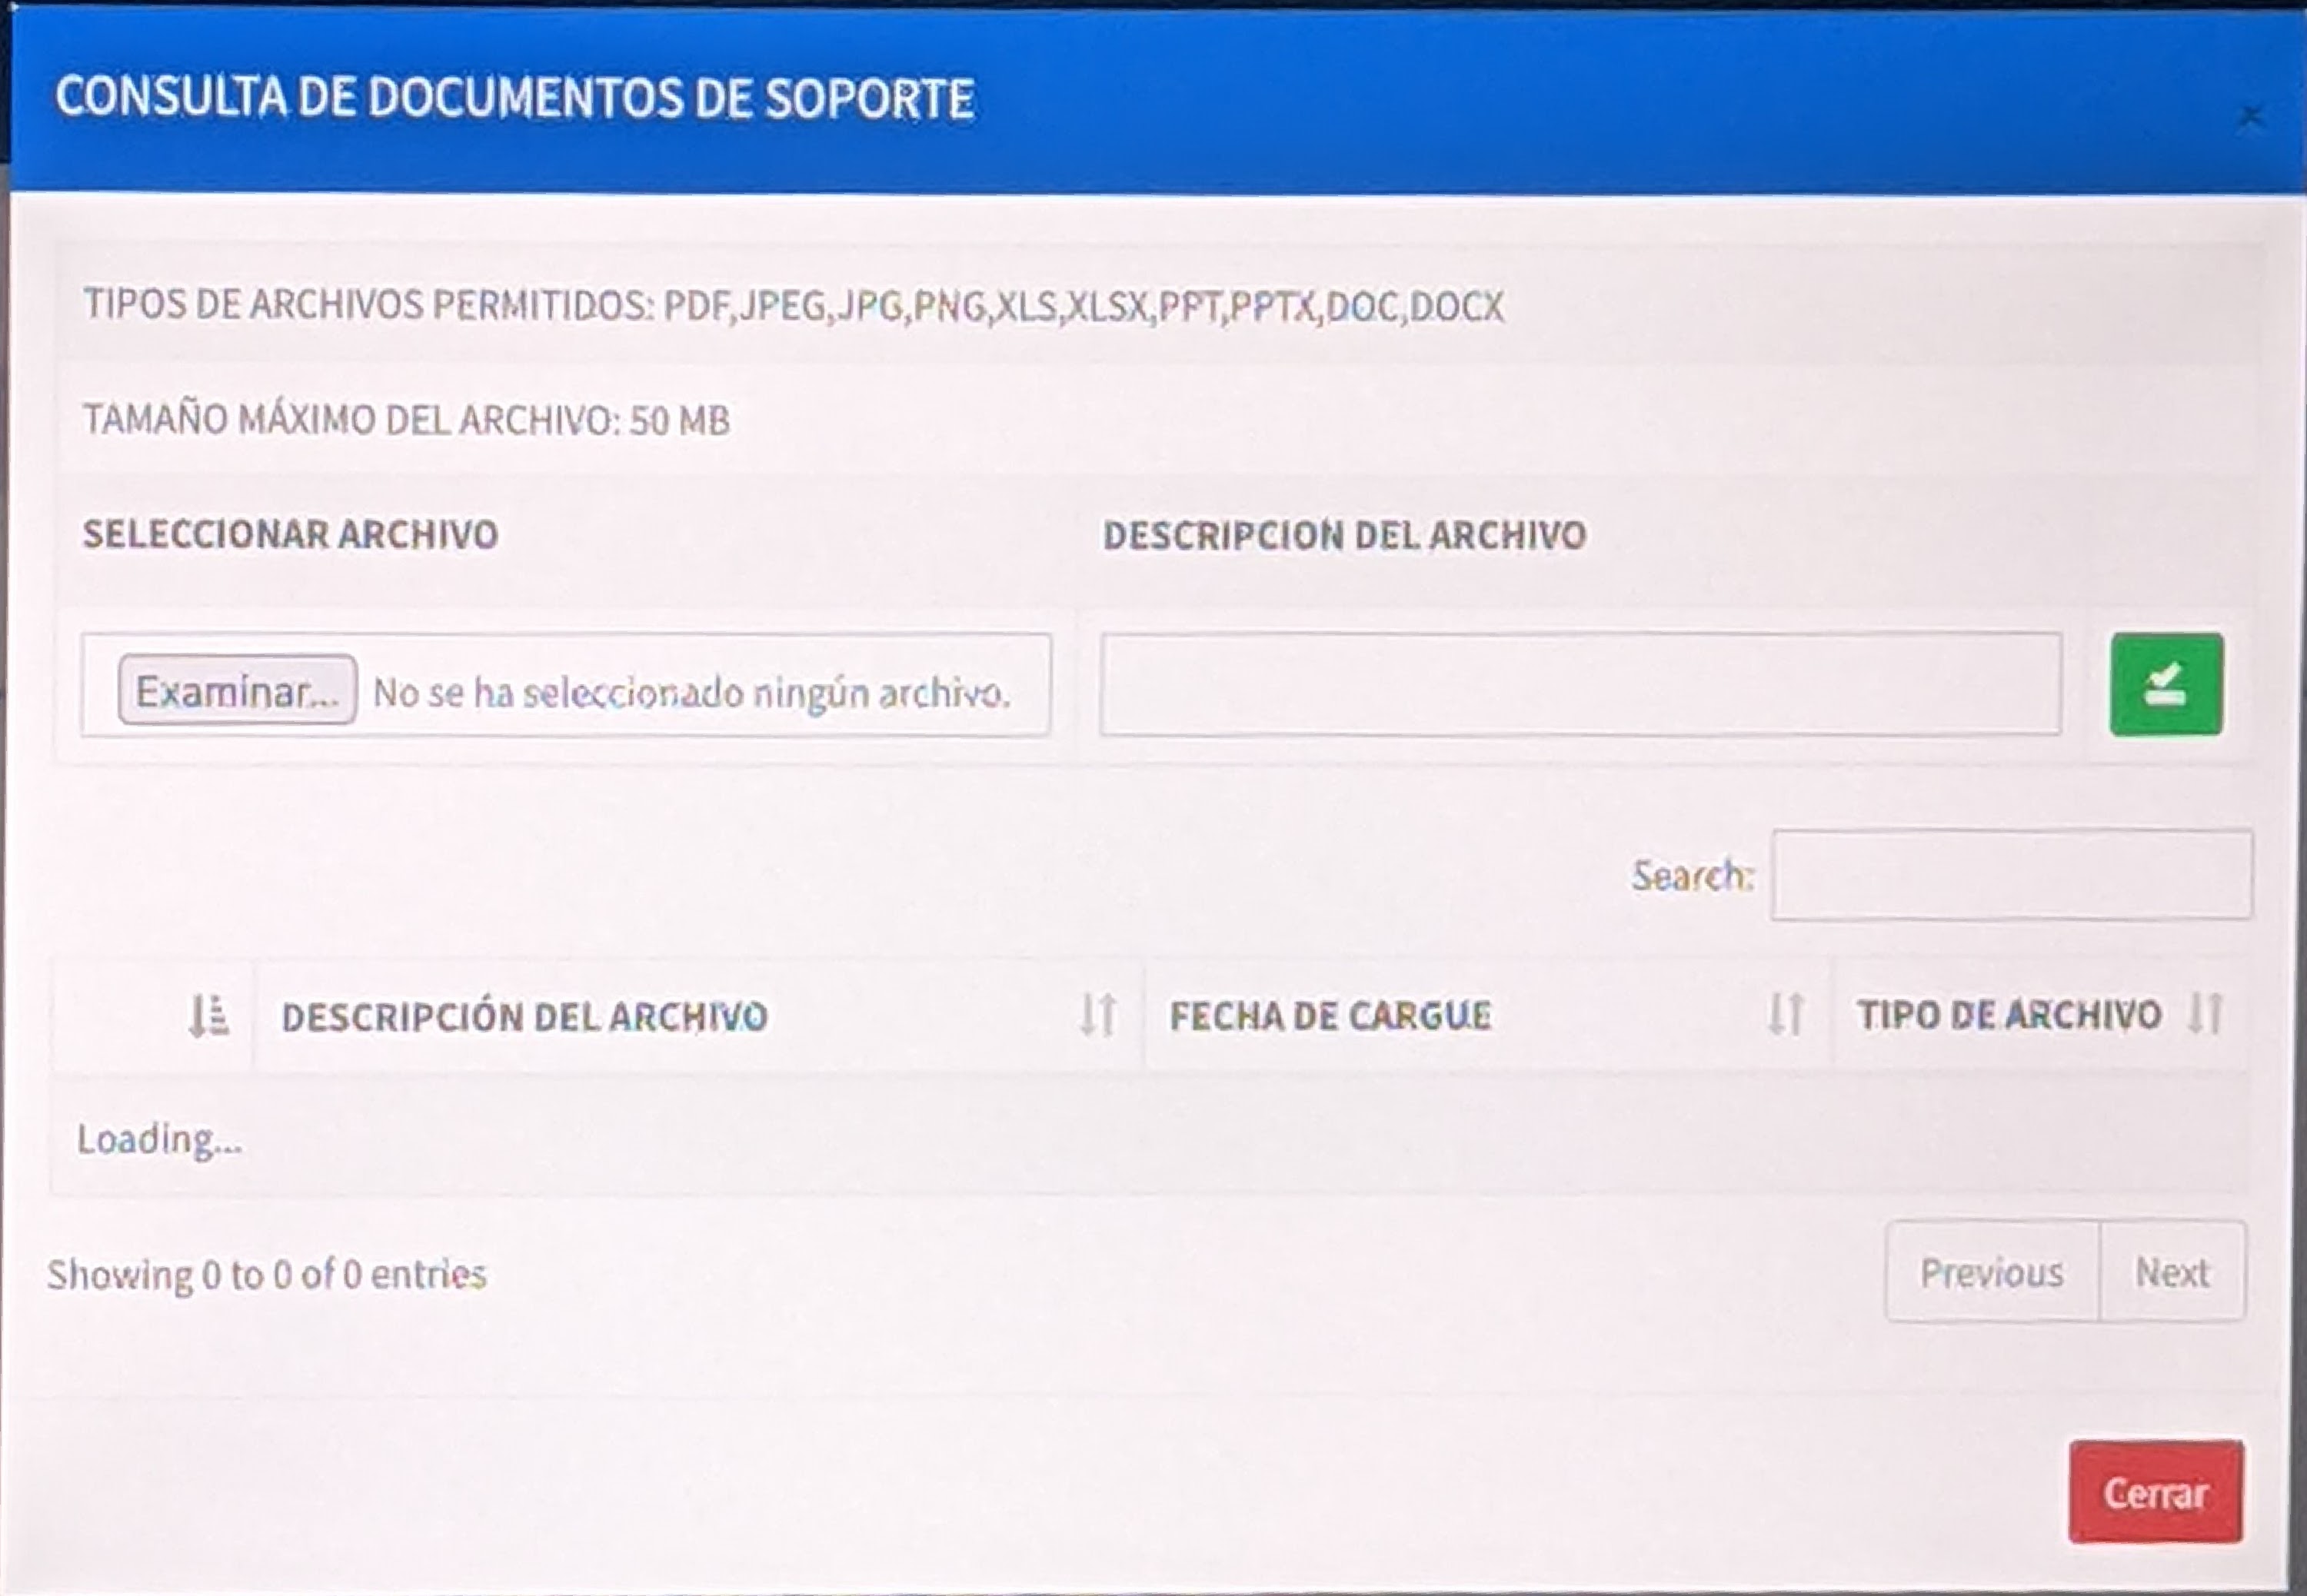 CONSULTA DE DOCUMENTOS DE SOPORTE
×
TIPOS DE ARCHIVOS PERMITIDOS: PDF,JPEG,JPG,PNG,XLS,XLSX,PPT,PPTX,DOC,DOCX
TAMAÑO MÁXIMO DEL ARCHIVO: 50 MB
SELECCIONAR ARCHIVO DESCRIPCION DEL ARCHIVO
Examinar... No se ha seleccionado ningún archivo.
Search:
DESCRIPCIÓN DEL ARCHIVO FECHA DE CARGUE TIPO DE ARCHIVO
Loading...
Showing 0 to 0 of 0 entries Previous Next
Cerrar